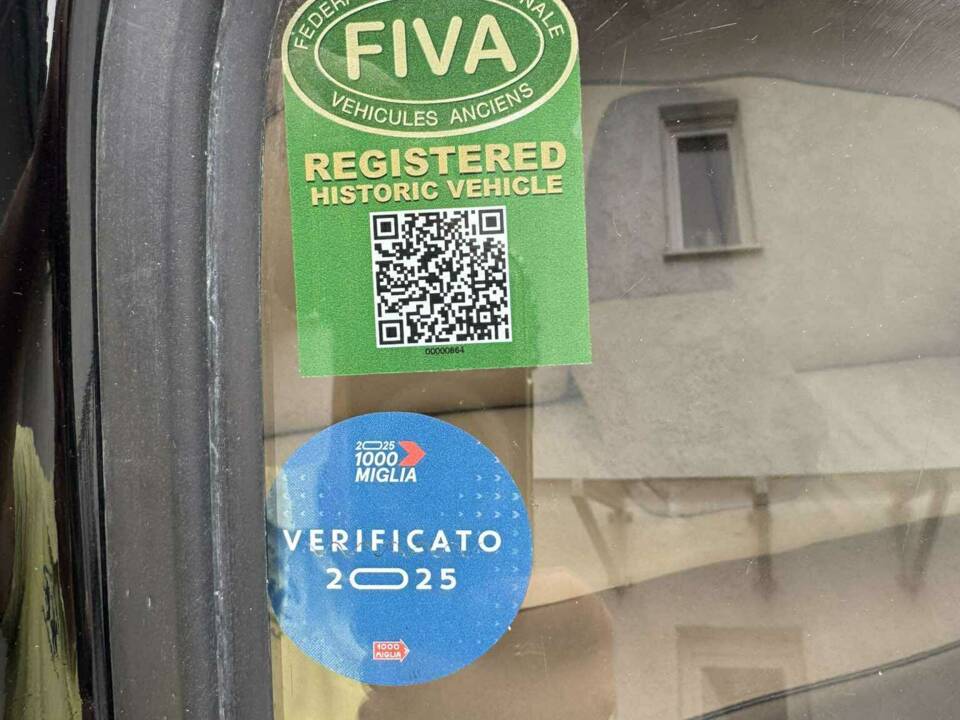 FIVA
VEHICULES ANCIENS
REGISTERED
HISTORIC VEHICLE
00000864
2025
1000
MIGLIA
VERIFICATO
2025
1000
MIGLIA